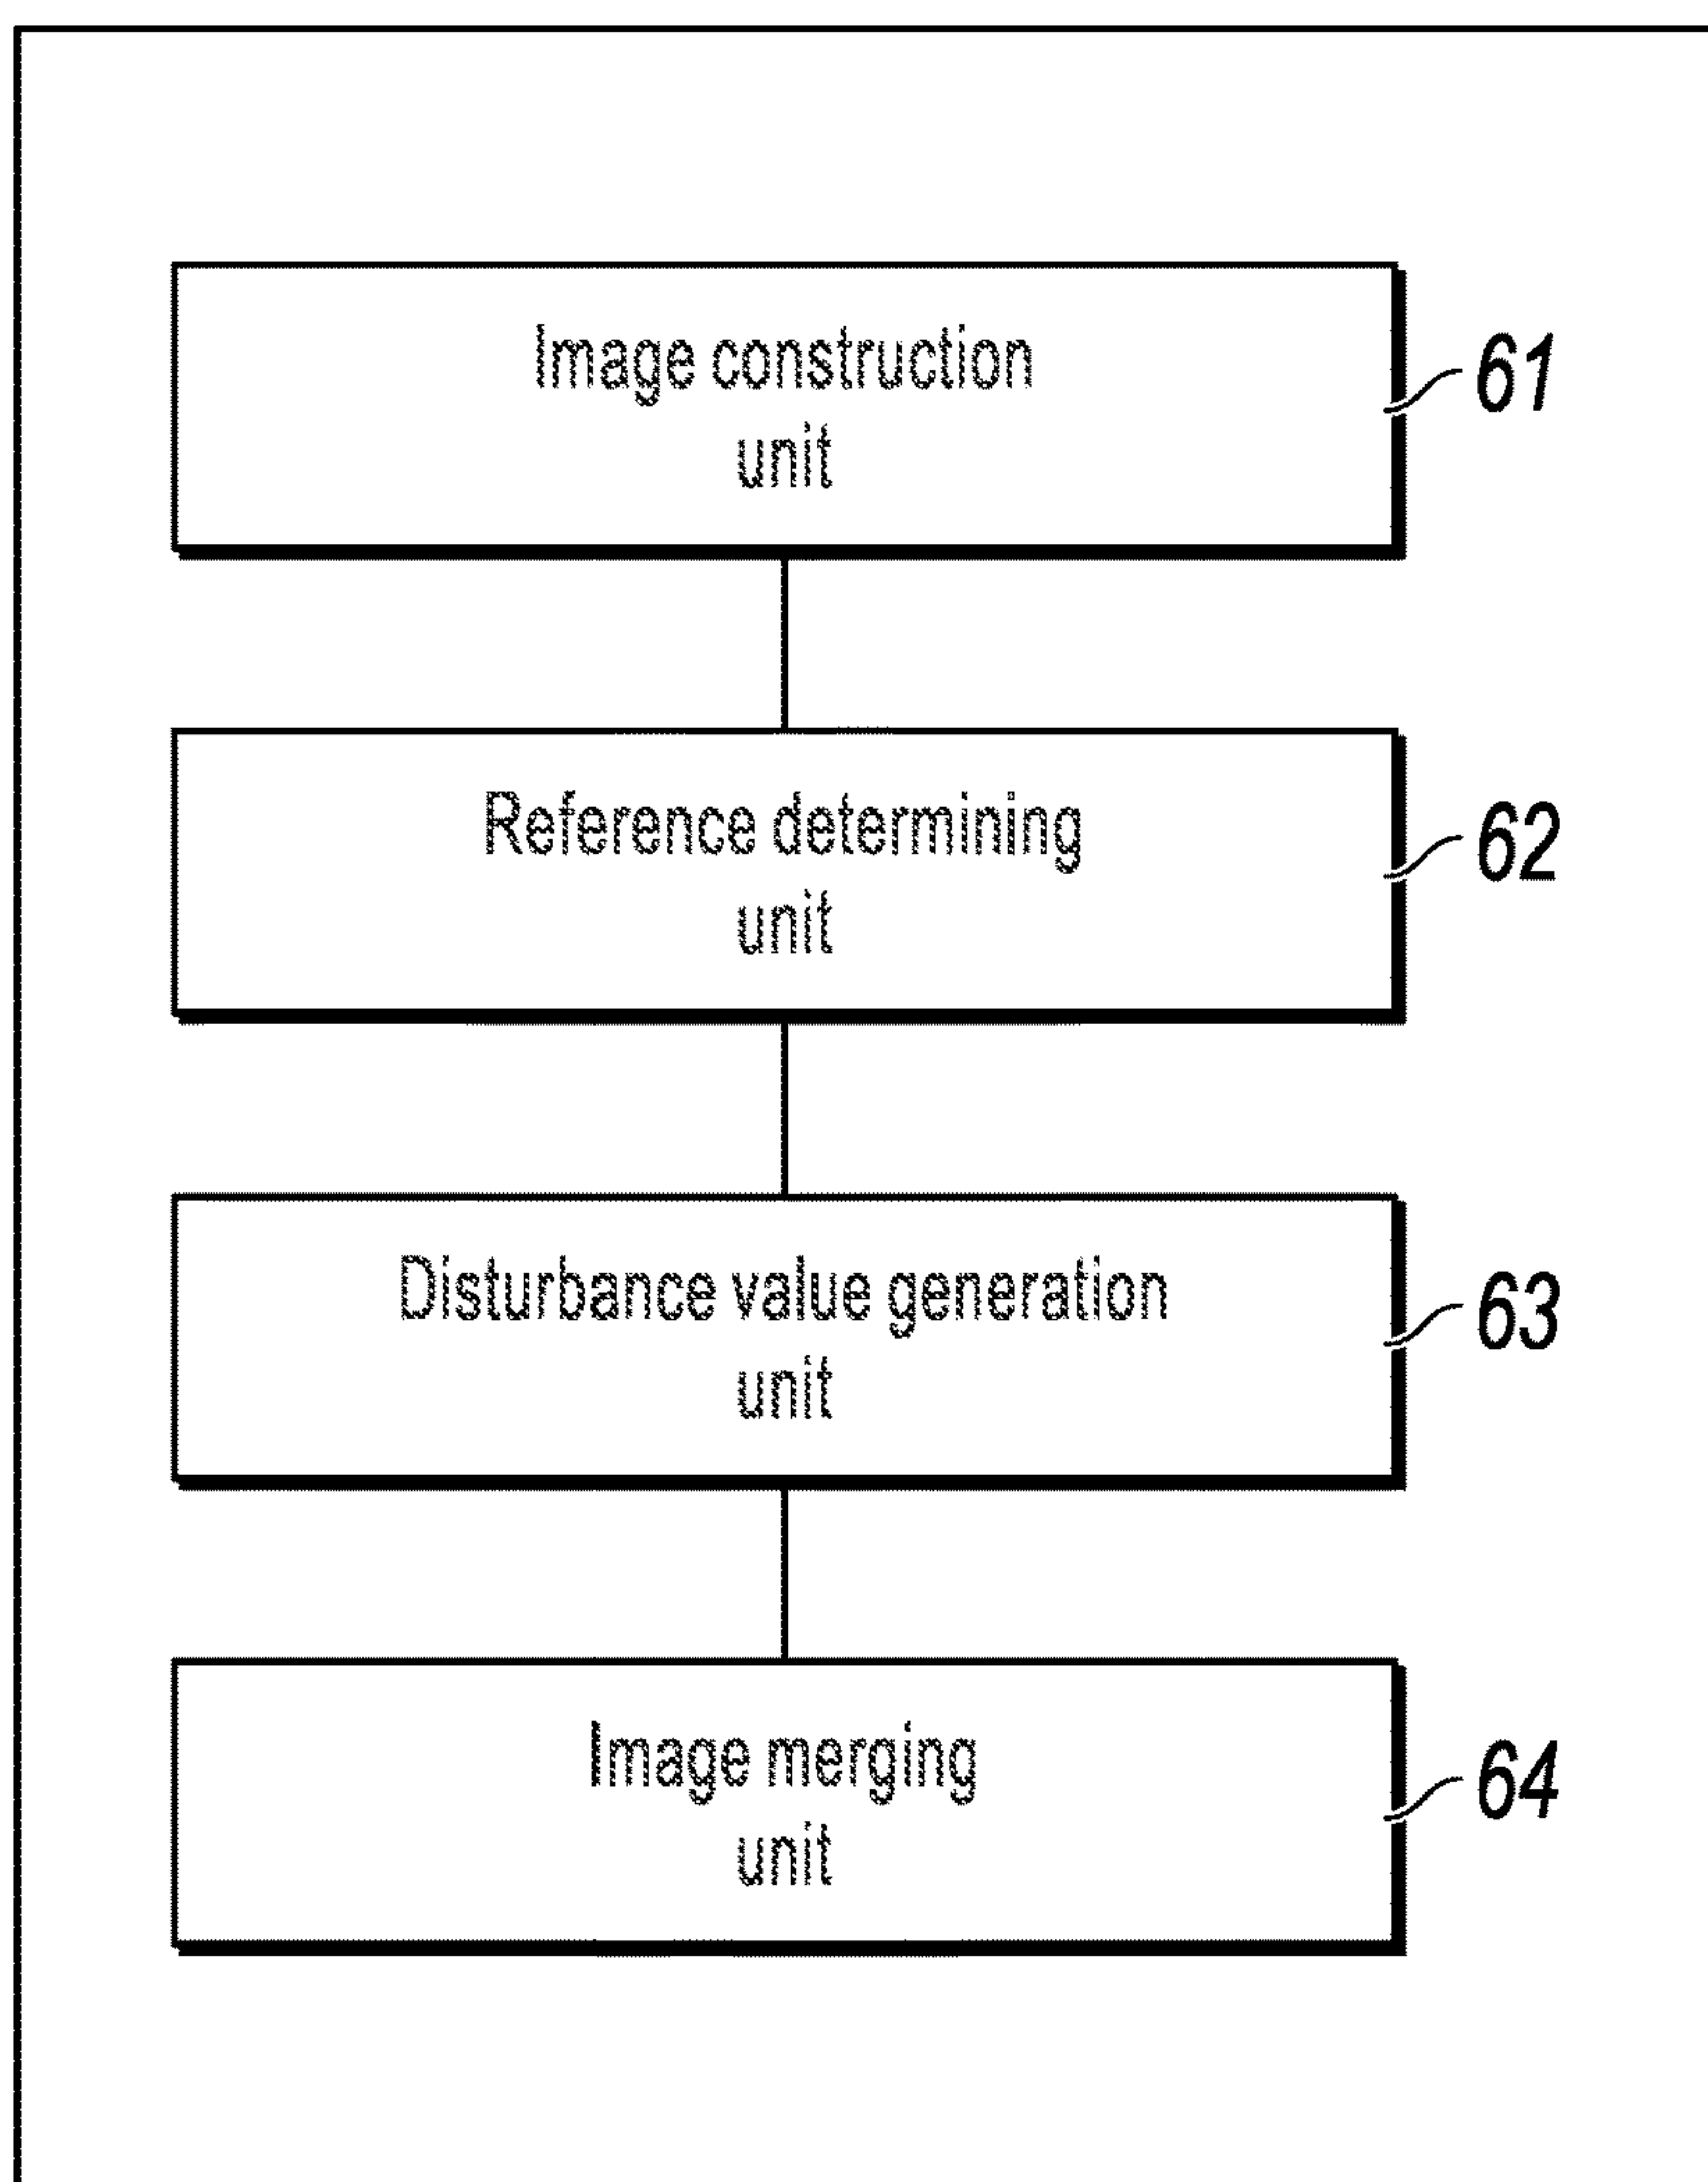 Image construction
unit
61
Reference determining
unit
62
Disturbance value generation
unit
63
Image merging
unit
64